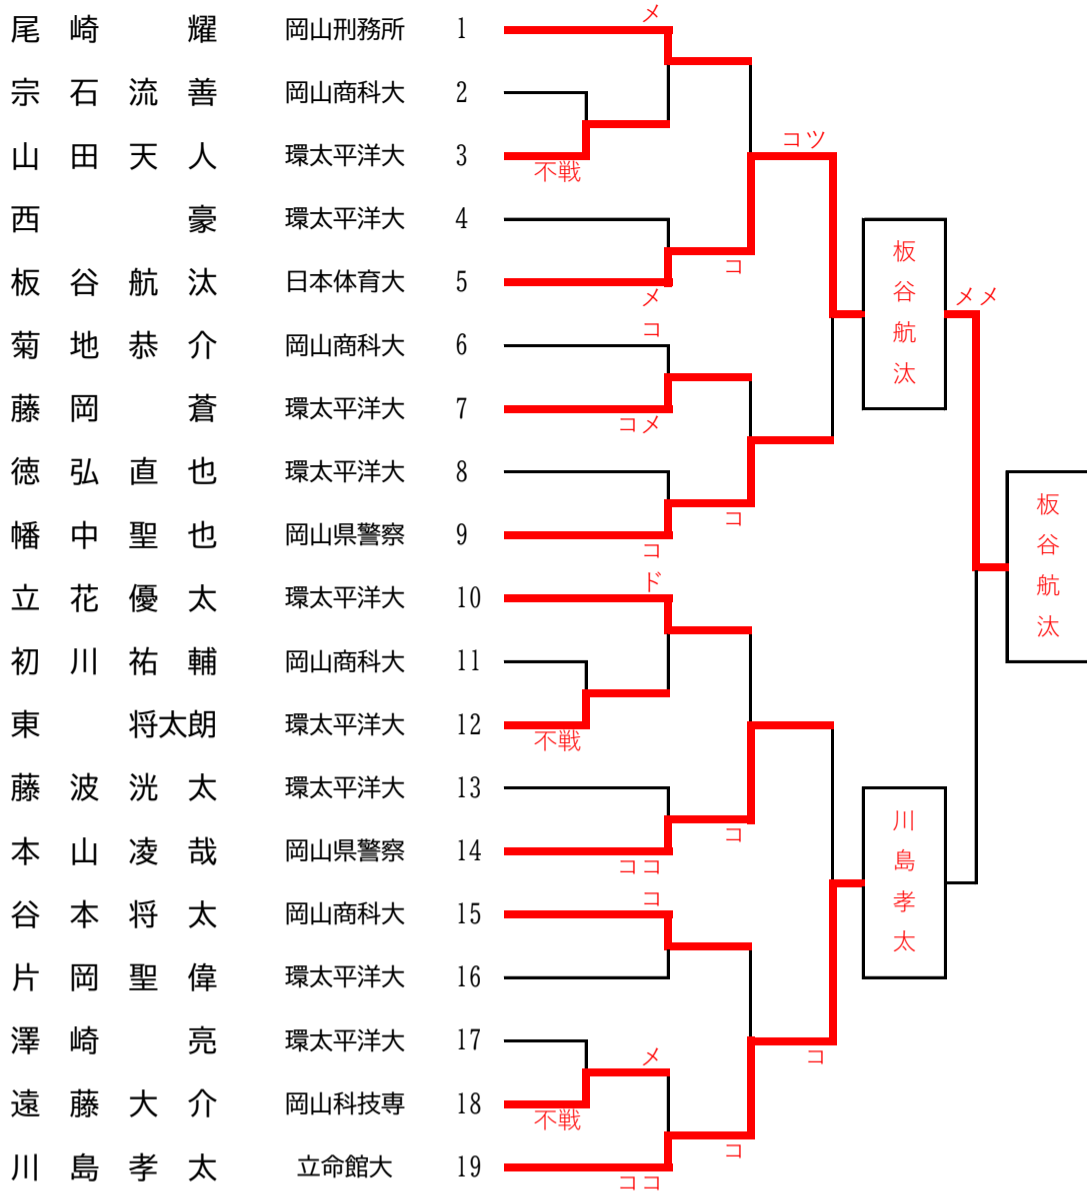 尾崎 耀 岡山刑務所 1 メ
宗石流善 岡山商科大 2
山田天人 環太平洋大 3 不戦
コツ
西 豪 環太平洋大 4
板谷航汰 日本体育大 5 メ
コ
菊地恭介 岡山商科大 6 コ
藤岡 蒼 環太平洋大 7 コメ
徳弘直也 環太平洋大 8
幡中聖也 岡山県警察 9 コ
コ
立花優太 環太平洋大 10 ド
初川祐輔 岡山商科大 11
東 将太朗 環太平洋大 12 不戦
藤波洸太 環太平洋大 13
本山凌哉 岡山県警察 14 ココ
コ
谷本将太 岡山商科大 15 コ
片岡聖偉 環太平洋大 16
澤崎 亮 環太平洋大 17
メ
コ
遠藤大介 岡山科技専 18 不戦
川島孝太 立命館大 19 ココ
コ
板谷航汰
メメ
川島孝太
板谷航汰